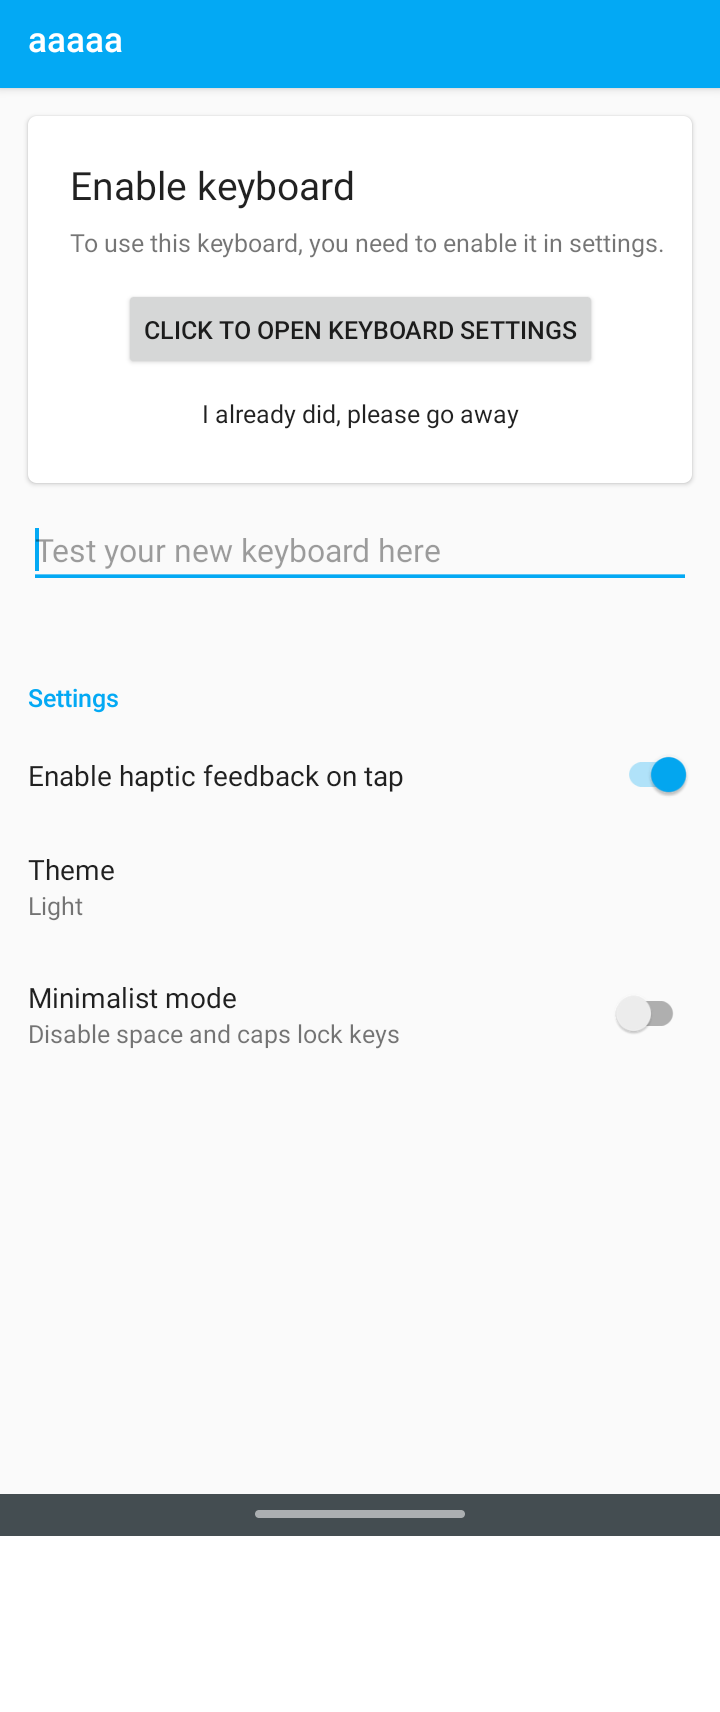 aaaaa
Enable keyboard
To use this keyboard, you need to enable it in settings.
CLICK TO OPEN KEYBOARD SETTINGS
I already did, please go away
Test your new keyboard here
Settings
Enable haptic feedback on tap
Theme
Light
Minimalist mode
Disable space and caps lock keys